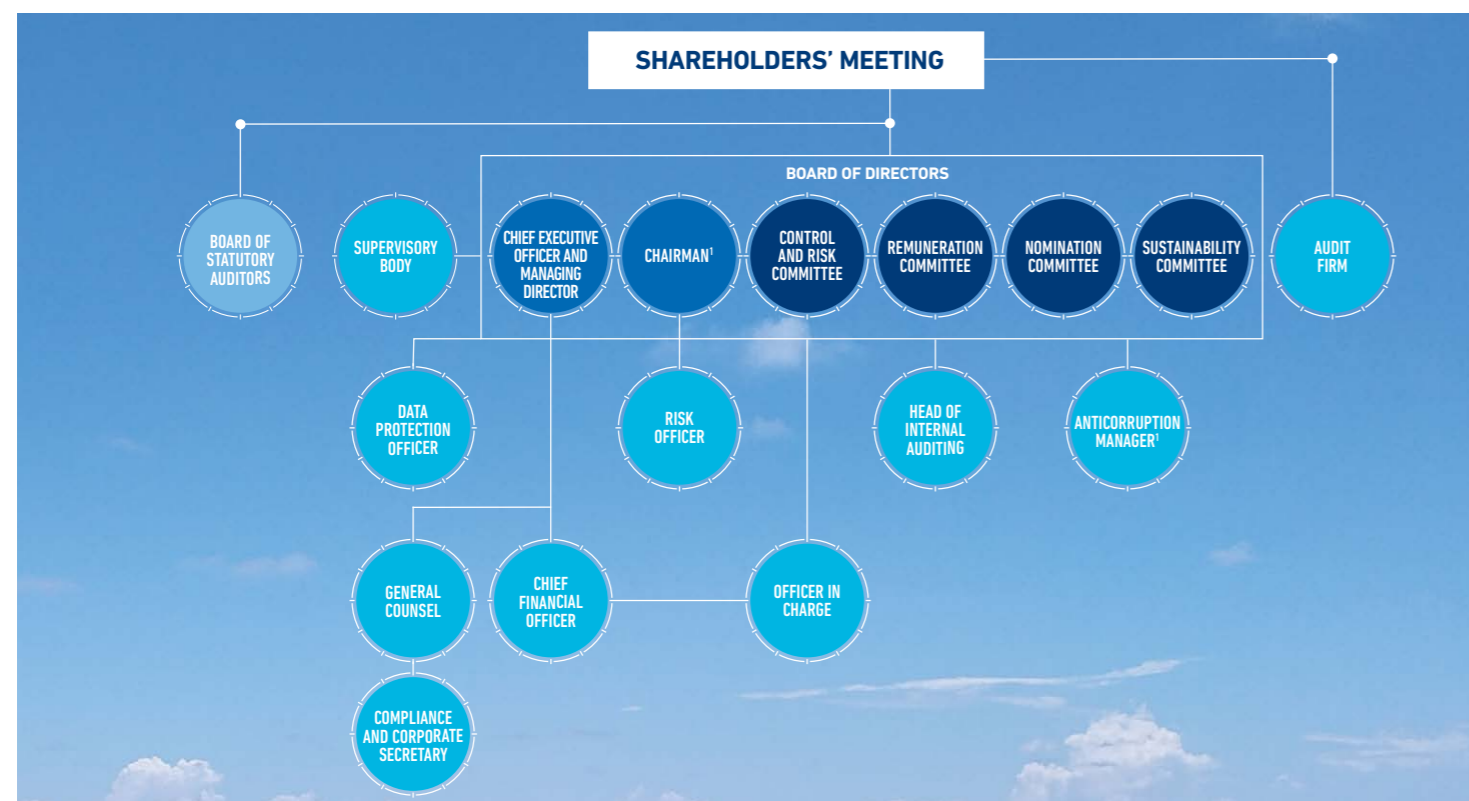 SHAREHOLDERS’ MEETING
BOARD OF DIRECTORS
BOARD OF
STATUTORY
AUDITORS
SUPERVISORY
BODY
CHIEF EXECUTIVE
OFFICER AND
MANAGING
DIRECTOR
CHAIRMAN¹
CONTROL
AND RISK
COMMITTEE
REMUNERATION
COMMITTEE
NOMINATION
COMMITTEE
SUSTAINABILITY
COMMITTEE
AUDIT
FIRM
DATA
PROTECTION
OFFICER
RISK
OFFICER
HEAD OF
INTERNAL
AUDITING
ANTICORRUPTION
MANAGER¹
GENERAL
COUNSEL
CHIEF
FINANCIAL
OFFICER
OFFICER IN
CHARGE
COMPLIANCE
AND CORPORATE
SECRETARY